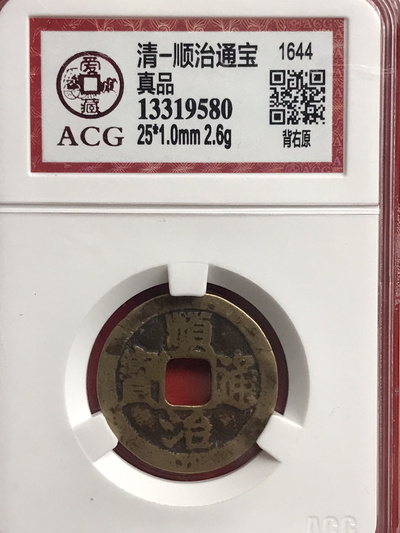 爱藏
ACG
清-顺治通宝
1644
真品
13319580
25*1.0mm 2.6g
背右原
順治通寶
ACG